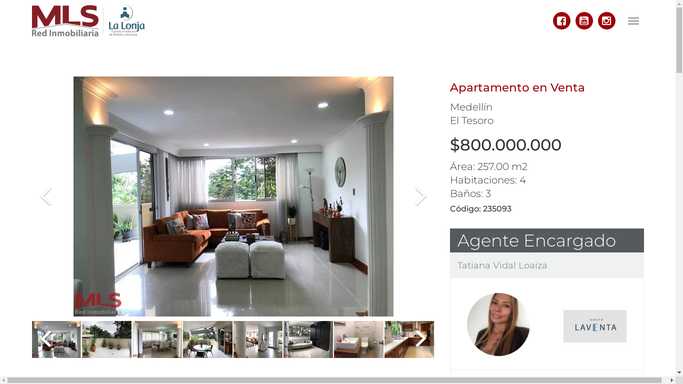 MLS
Red Inmobiliaria
La Lonja
Apartamento en Venta
Medellín
El Tesoro
$800.000.000
Área: 257.00 m2
Habitaciones: 4
Baños: 3
Código: 235093
Agente Encargado
Tatiana Vidal Loaiza
LAVENTA
MLS
Red Inmobiliaria